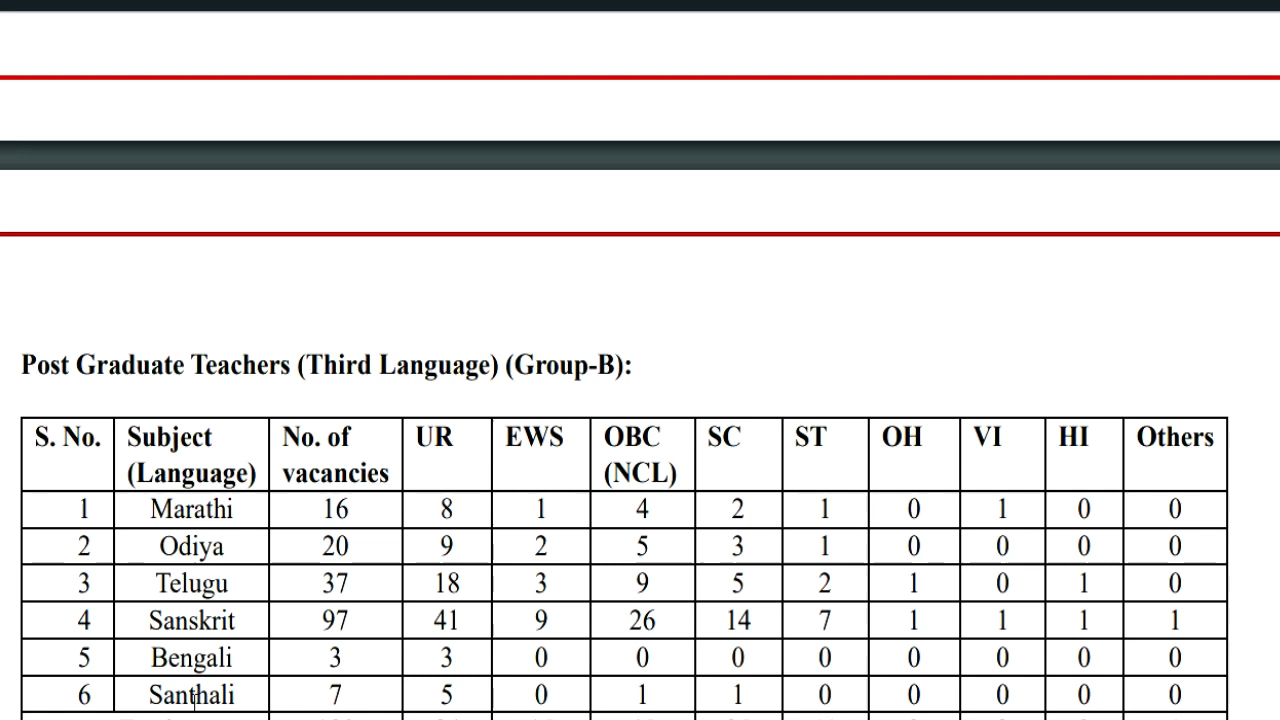 Post Graduate Teachers (Third Language) (Group-B):
S. No. Subject (Language) No. of vacancies UR EWS OBC (NCL) SC ST OH VI HI Others
1 Marathi 16 8 1 4 2 1 0 1 0 0
2 Odiya 20 9 2 5 3 1 0 0 0 0
3 Telugu 37 18 3 9 5 2 1 0 1 0
4 Sanskrit 97 41 9 26 14 7 1 1 1 1
5 Bengali 3 3 0 0 0 0 0 0 0 0
6 Santhali 7 5 0 1 1 0 0 0 0 0